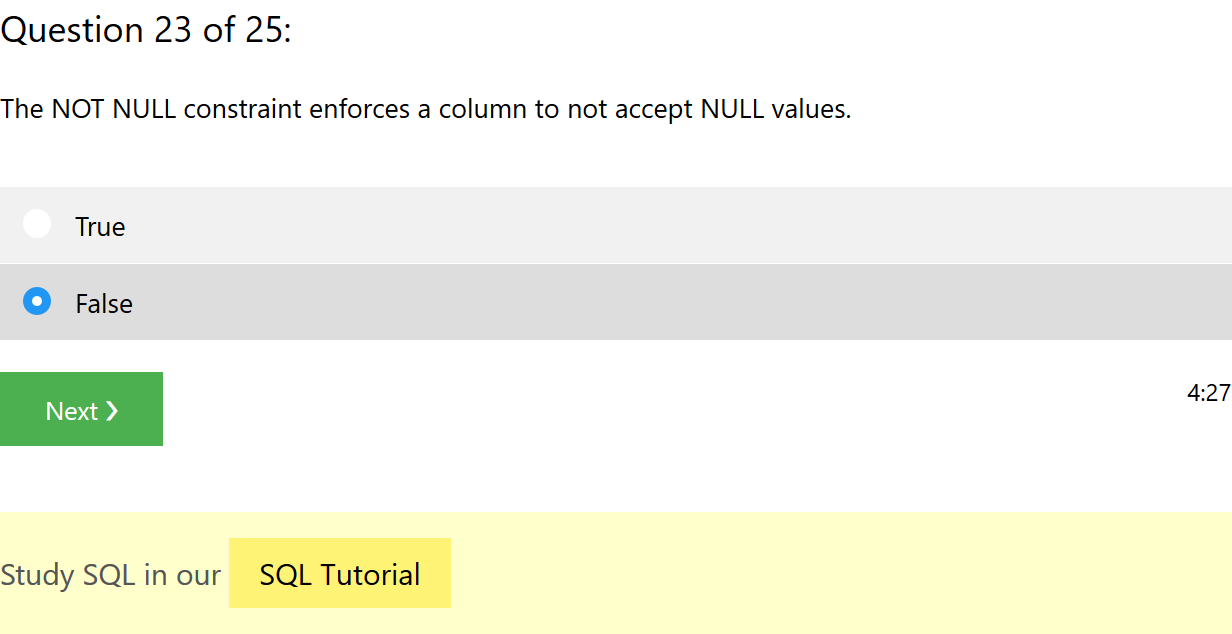 Question 23 of 25:
The NOT NULL constraint enforces a column to not accept NULL values.
True
False
Next ❯
4:27
Study SQL in our SQL Tutorial